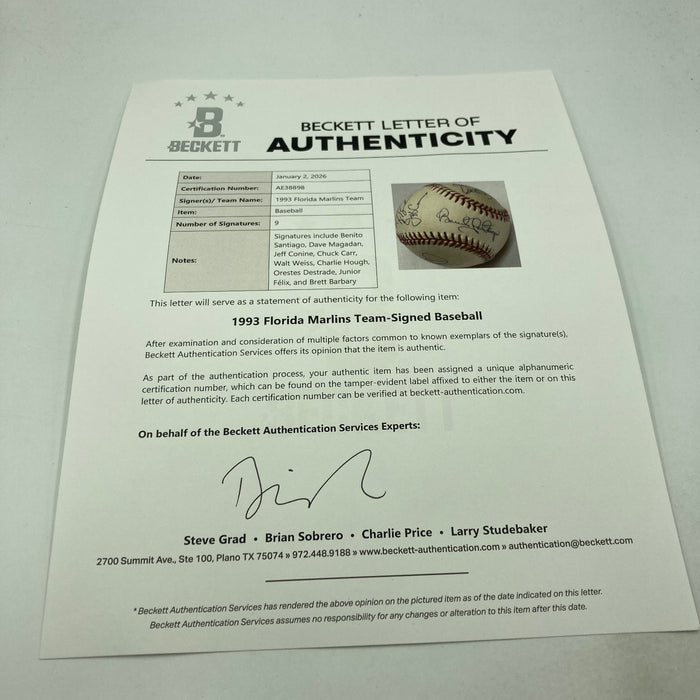 B
BECKETT
BECKETT LETTER OF
AUTHENTICITY
Date: January 2, 2026
Certification Number: AE38898
Signer(s)/ Team Name: 1993 Florida Marlins Team
Item: Baseball
Number of Signatures: 9
Notes: Signatures include Benito
Santiago, Dave Magadan,
Jeff Conine, Chuck Carr,
Walt Weiss, Charlie Hough,
Orestes Destrade, Junior
Félix, and Brett Barbary
This letter will serve as a statement of authenticity for the following item:
1993 Florida Marlins Team-Signed Baseball
After examination and consideration of multiple factors common to known exemplars of the signature(s),
Beckett Authentication Services offers its opinion that the item is authentic.
As part of the authentication process, your authentic item has been assigned a unique alphanumeric
certification number, which can be found on the tamper-evident label affixed to either the item or on this
letter of authenticity. Each certification number can be verified at beckett-authentication.com.
On behalf of the Beckett Authentication Services Experts:
Steve Grad • Brian Sobrero • Charlie Price • Larry Studebaker
2700 Summit Ave., Ste 100, Plano TX 75074 » 972.448.9188 » www.beckett-authentication.com » authentication@beckett.com
* Beckett Authentication Services has rendered the above opinion on the pictured item as of the date indicated on this letter.
Beckett Authentication Services assumes no responsibility for any changes or alteration to this item after this date.